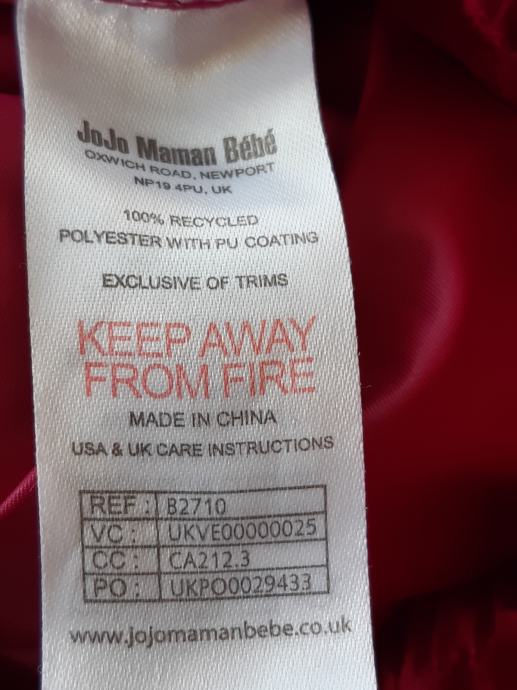 JoJo Maman Bébé
OXWICH ROAD, NEWPORT
NP19 4PU, UK
100% RECYCLED
POLYESTER WITH PU COATING
EXCLUSIVE OF TRIMS
KEEP AWAY
FROM FIRE
MADE IN CHINA
USA & UK CARE INSTRUCTIONS
REF : B2710
VC : UKVE00000025
CC : CA212.3
PO : UKPO0029433
www.jojomamanbebe.co.uk